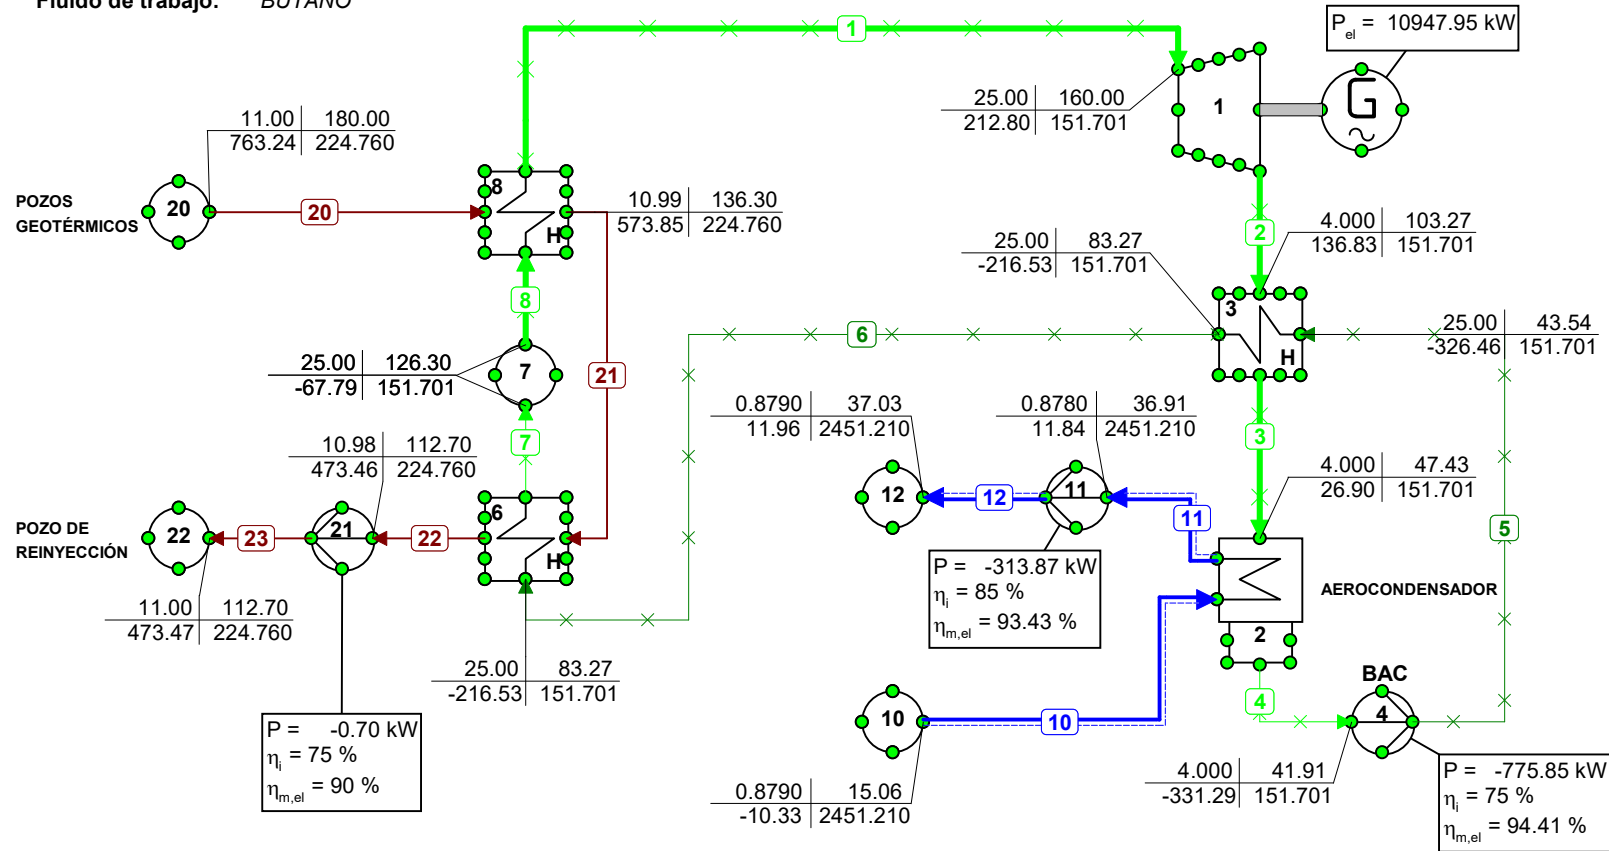 Fluido de trabajo: BUTANO
P_el = 10947.95 kW
1
G
25.00 160.00
212.80 151.701
1
11.00 180.00
763.24 224.760
8
H
10.99 136.30
573.85 224.760
POZOS
GEOTÉRMICOS
20
20
4.000 103.27
136.83 151.701
2
25.00 83.27
-216.53 151.701
8
3
H
6
25.00 43.54
-326.46 151.701
25.00 126.30
-67.79 151.701
7
21
0.8790 37.03
11.96 2451.210
0.8780 36.91
11.84 2451.210
3
7
10.98 112.70
473.46 224.760
4.000 47.43
26.90 151.701
12
12
11
11
5
POZO DE
REINYECCIÓN
22
23
21
22
6
H
P = -313.87 kW
η_i = 85 %
η_m,el = 93.43 %
AEROCONDENSADOR
2
11.00 112.70
473.47 224.760
25.00 83.27
-216.53 151.701
BAC
4
4
10
10
P = -0.70 kW
η_i = 75 %
η_m,el = 90 %
0.8790 15.06
-10.33 2451.210
4.000 41.91
-331.29 151.701
P = -775.85 kW
η_i = 75 %
η_m,el = 94.41 %